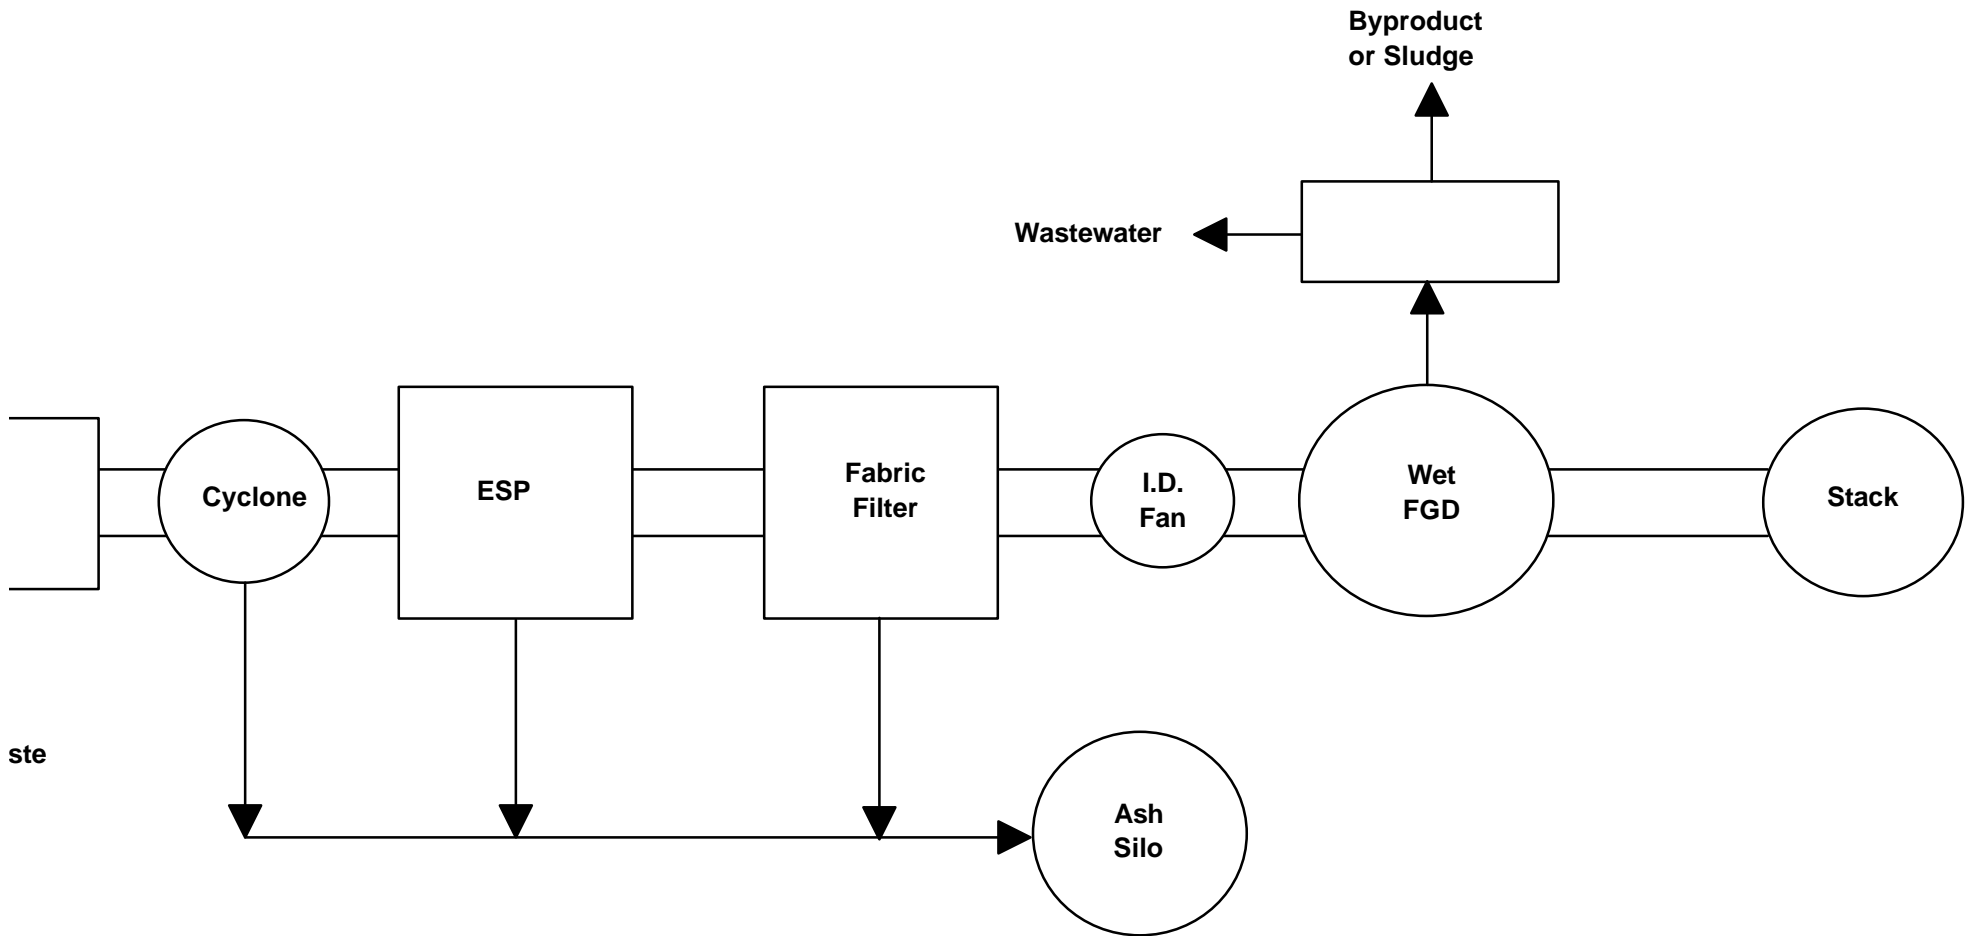 Byproduct
or Sludge
Wastewater
Cyclone
ESP
Fabric
Filter
I.D.
Fan
Wet
FGD
Stack
ste
Ash
Silo